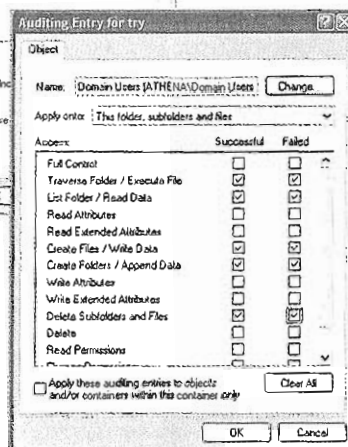 Auditing Entry for try
Object
Name: Domain Users (ATHENA\Domain Users
Change...
Apply onto: This folder, subfolders and files
Access: Successful Failed
Full Control
Traverse Folder / Execute File
List Folder / Read Data
Read Attributes
Read Extended Attributes
Create Files / Write Data
Create Folders / Append Data
Write Attributes
Write Extended Attributes
Delete Subfolders and Files
Delete
Read Permissions
Apply these auditing entries to objects
and/or containers within this container only
Clear All
OK Cancel